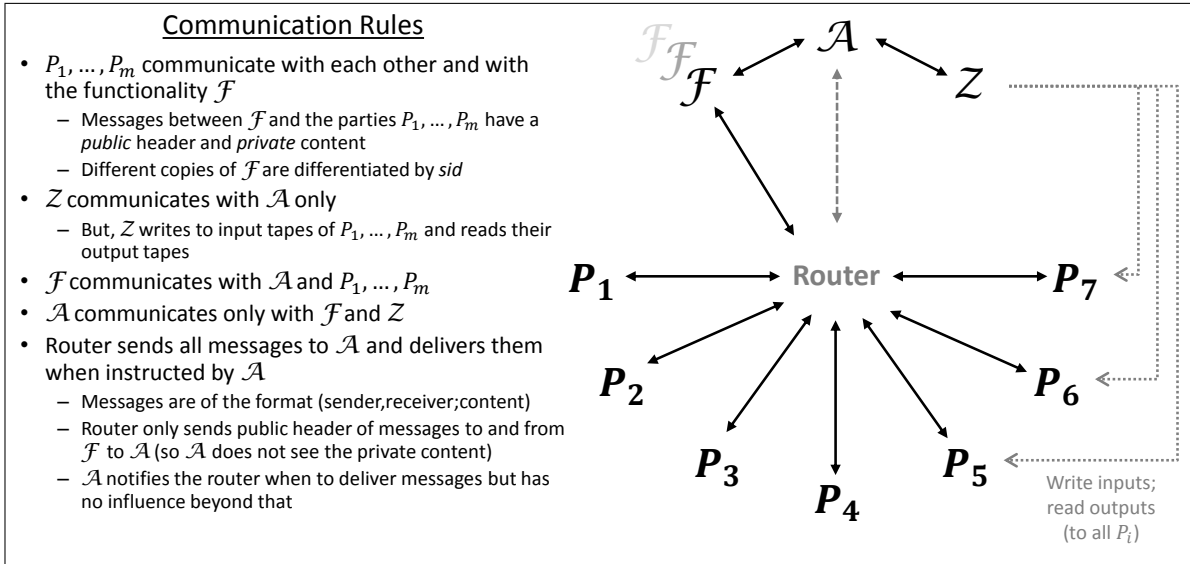 Communication Rules
• P₁, … , Pₘ communicate with each other and with
the functionality ℱ
– Messages between ℱ and the parties P₁, … , Pₘ have a
public header and private content
– Different copies of ℱ are differentiated by sid
• 𝒵 communicates with 𝒜 only
– But, 𝒵 writes to input tapes of P₁, … , Pₘ and reads their
output tapes
• ℱ communicates with 𝒜 and P₁, … , Pₘ
• 𝒜 communicates only with ℱ and 𝒵
• Router sends all messages to 𝒜 and delivers them
when instructed by 𝒜
– Messages are of the format (sender,receiver;content)
– Router only sends public header of messages to and from
ℱ to 𝒜 (so 𝒜 does not see the private content)
– 𝒜 notifies the router when to deliver messages but has
no influence beyond that
𝒜
ℱ
ℱ
ℱ
𝒵
P₁
Router
P₇
P₂
P₆
P₃
P₅
P₄
Write inputs;
read outputs
(to all Pᵢ)